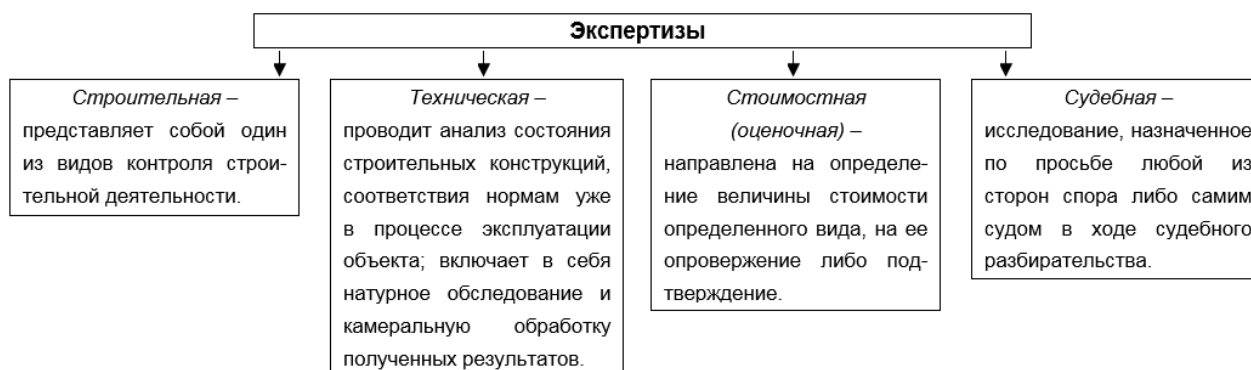 Экспертизы
Строительная –
представляет собой один
из видов контроля строи-
тельной деятельности.
Техническая –
проводит анализ состояния
строительных конструкций,
соответствия нормам уже
в процессе эксплуатации
объекта; включает в себя
натурное обследование и
камеральную обработку
полученных результатов.
Стоимостная
(оценочная) –
направлена на определе-
ние величины стоимости
определенного вида, на ее
опровержение либо под-
тверждение.
Судебная –
исследование, назначенное
по просьбе любой из
сторон спора либо самим
судом в ходе судебного
разбирательства.